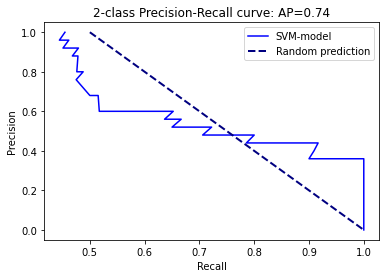 2-class Precision-Recall curve: AP=0.74
SVM-model
Random prediction
Precision
1.0
0.8
0.6
0.4
0.2
0.0
0.5
0.6
0.7
0.8
0.9
1.0
Recall